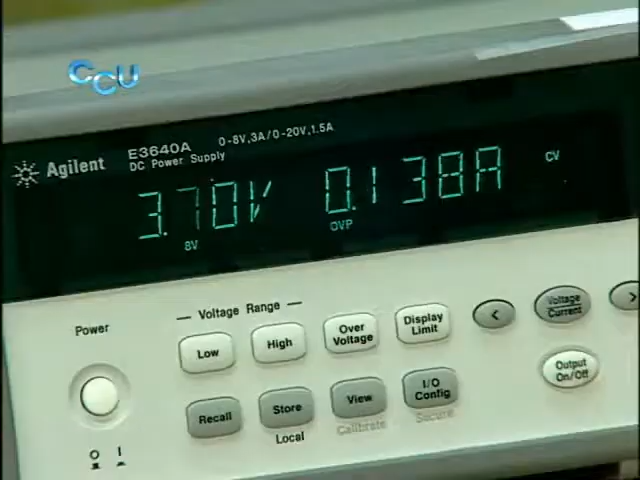 CCU
Agilent E3640A 0-8V,3A/0-20V,1.5A
DC Power Supply
3.70V 0.138A CV
8V OVP
Voltage Range
Power
Low High Over Voltage Display Limit < Voltage Current >
Recall Store View I/O Config Output On/Off
Local Calibrate Secure
O I